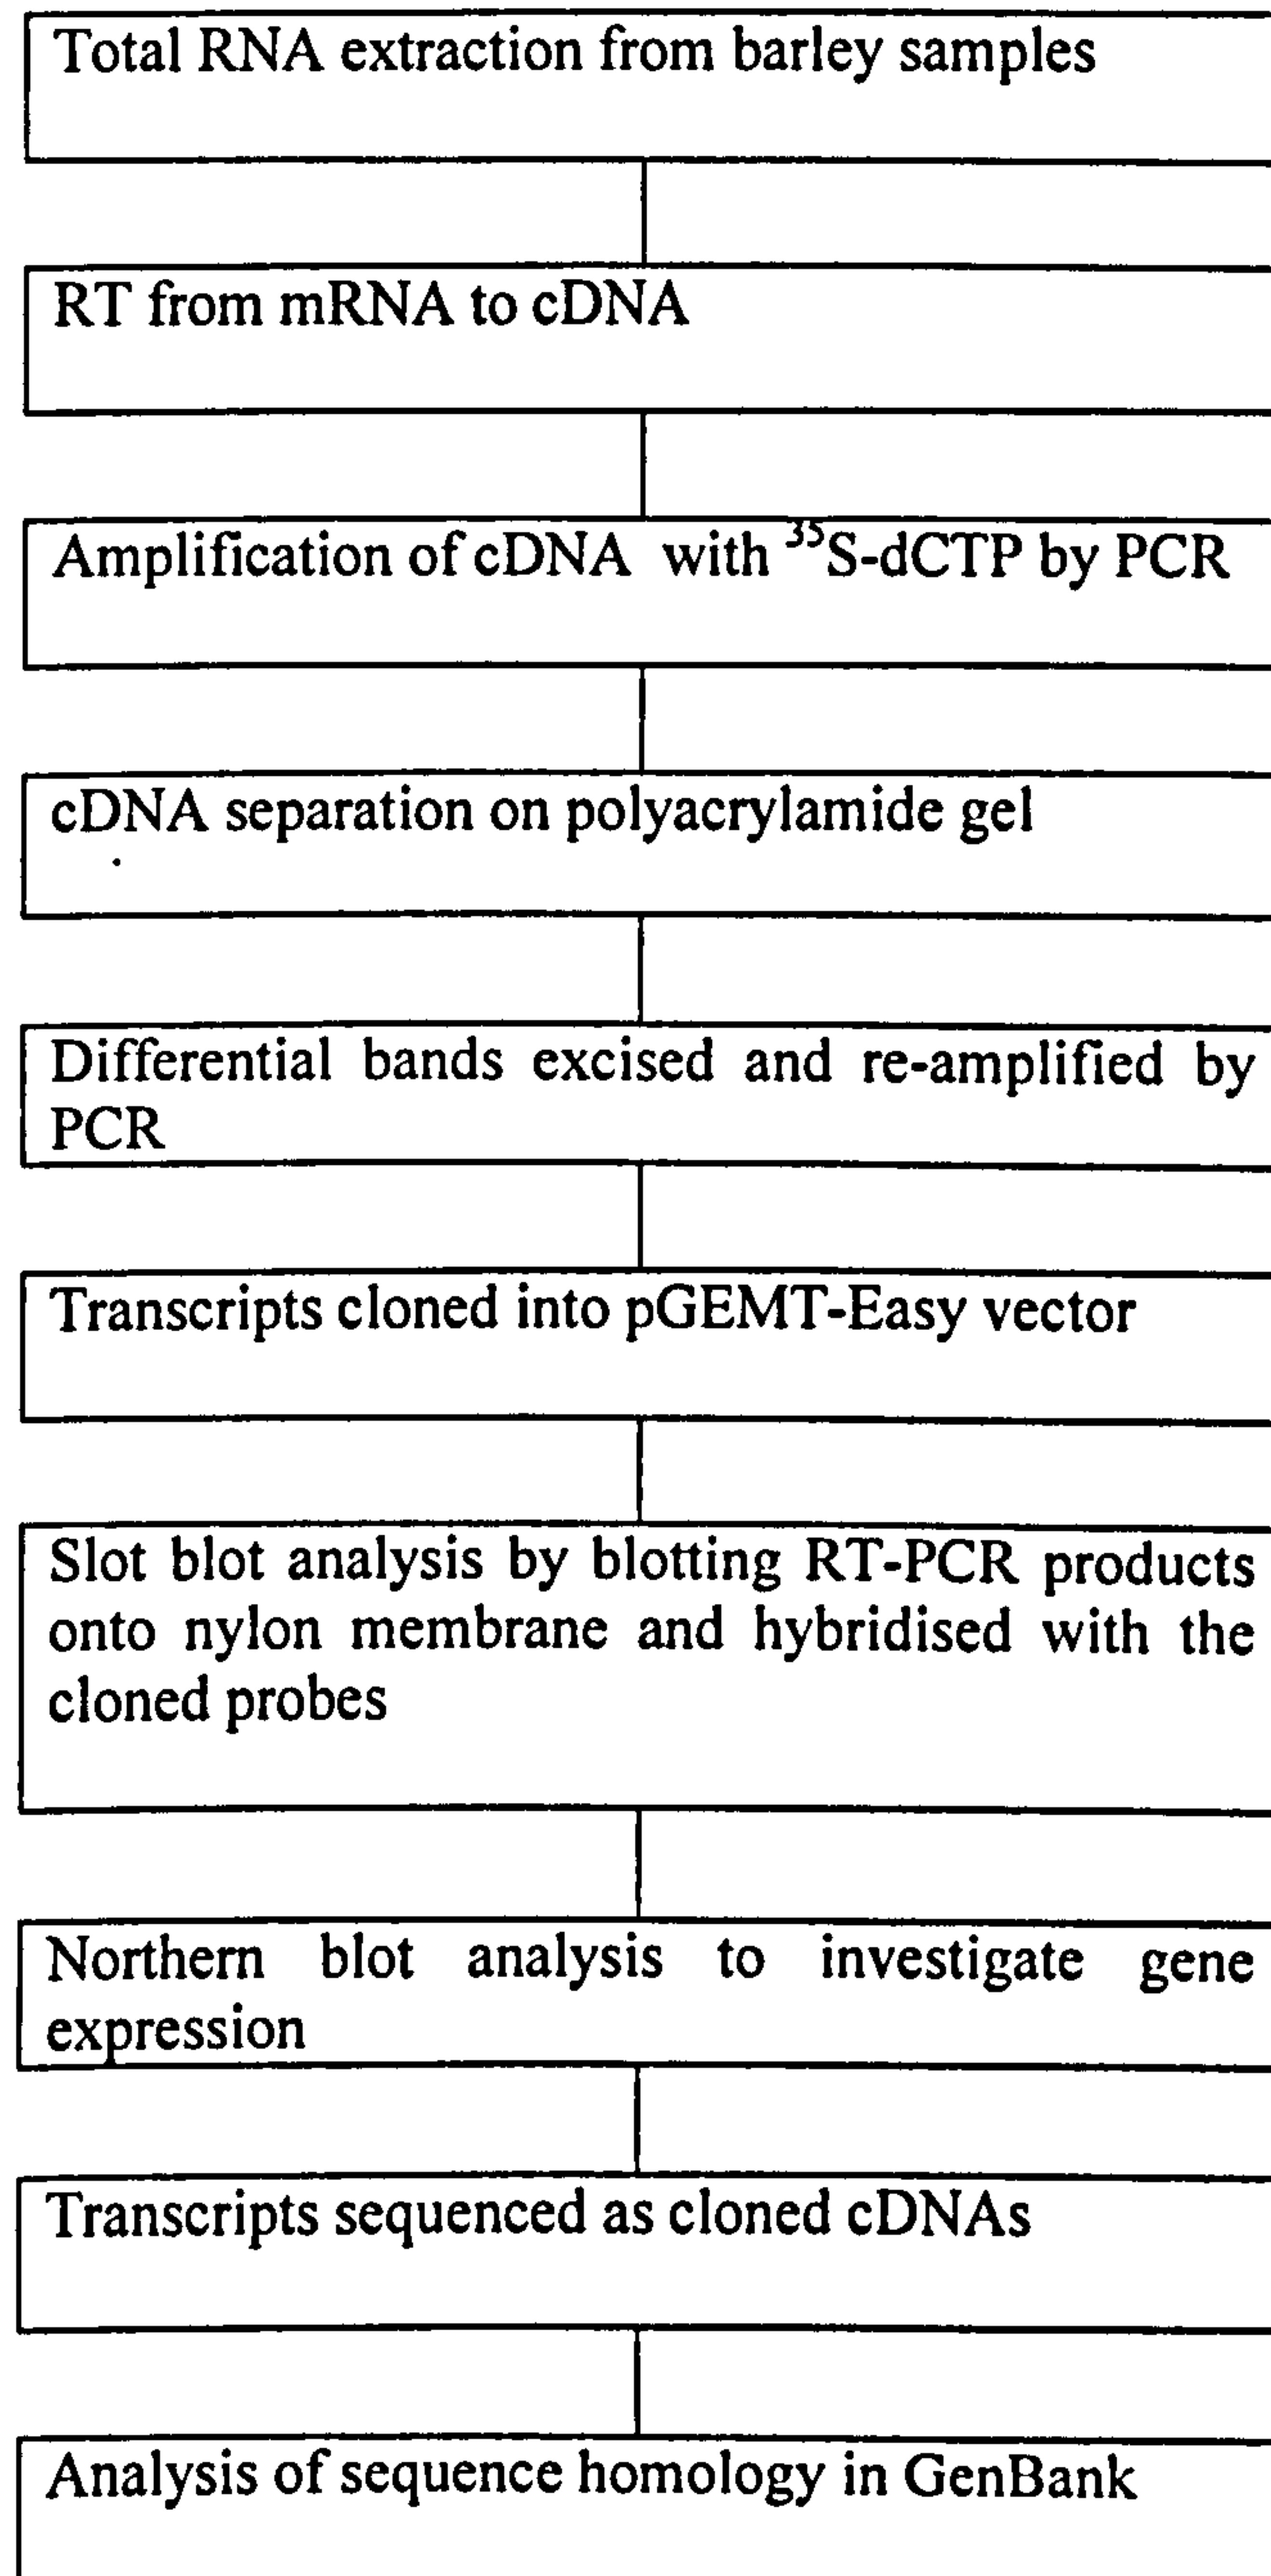 Total RNA extraction from barley samples
RT from mRNA to cDNA
Amplification of cDNA with ³⁵S-dCTP by PCR
cDNA separation on polyacrylamide gel
Differential bands excised and re-amplified by
PCR
Transcripts cloned into pGEMT-Easy vector
Slot blot analysis by blotting RT-PCR products
onto nylon membrane and hybridised with the
cloned probes
Northern blot analysis to investigate gene
expression
Transcripts sequenced as cloned cDNAs
Analysis of sequence homology in GenBank